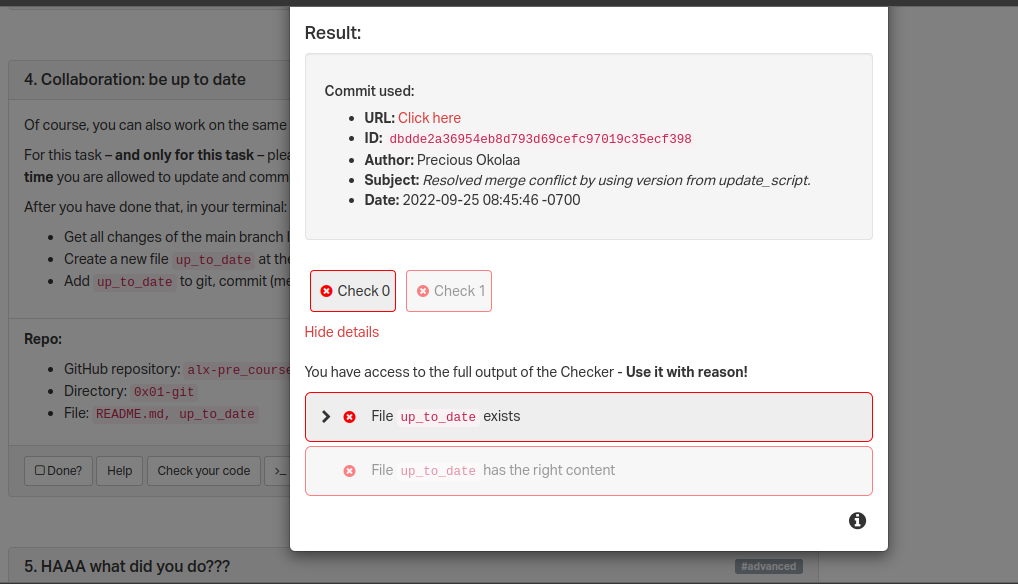 Result:
Commit used:
URL: Click here
ID: dbdde2a36954eb8d793d69cefc97019c35ecf398
Author: Precious Okolaa
Subject: Resolved merge conflict by using version from update_script.
Date: 2022-09-25 08:45:46 -0700
Check 0
Check 1
Hide details
You have access to the full output of the Checker - Use it with reason!
File up_to_date exists
File up_to_date has the right content
4. Collaboration: be up to date
Of course, you can also work on the same
For this task – and only for this task – plea
time you are allowed to update and comm
After you have done that, in your terminal:
Get all changes of the main branch
Create a new file up_to_date at the
Add up_to_date to git, commit (me
Repo:
GitHub repository: alx-pre_course
Directory: 0x01-git
File: README.md, up_to_date
Done?
Help
Check your code
>_
5. HAAA what did you do???
#advanced